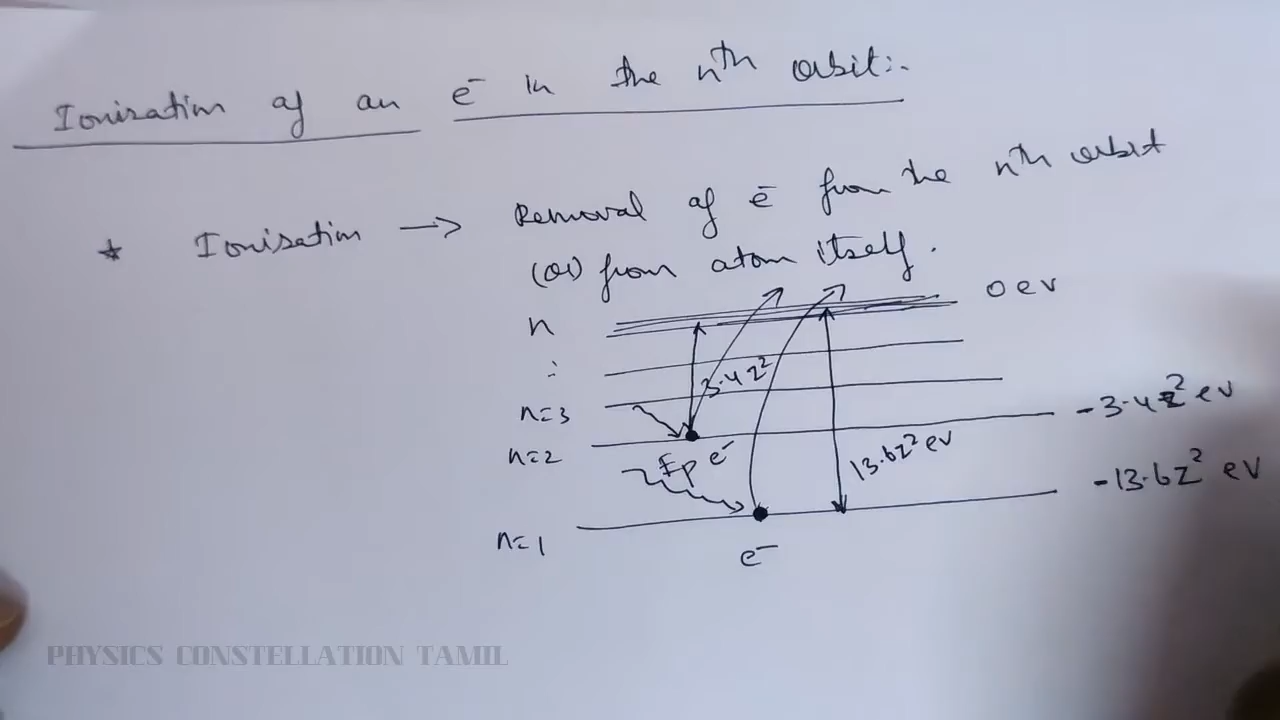 Ionisation of an e⁻ in the nth orbit:-
* Ionisation → Removal of e⁻ from the nth orbit
(or) from atom itself.
n 0 ev
:
3.4z²
n=3
n=2 -3.4z² ev
Ep e⁻
13.6z² ev
-13.6z² ev
n=1
e⁻
PHYSICS CONSTELLATION TAMIL